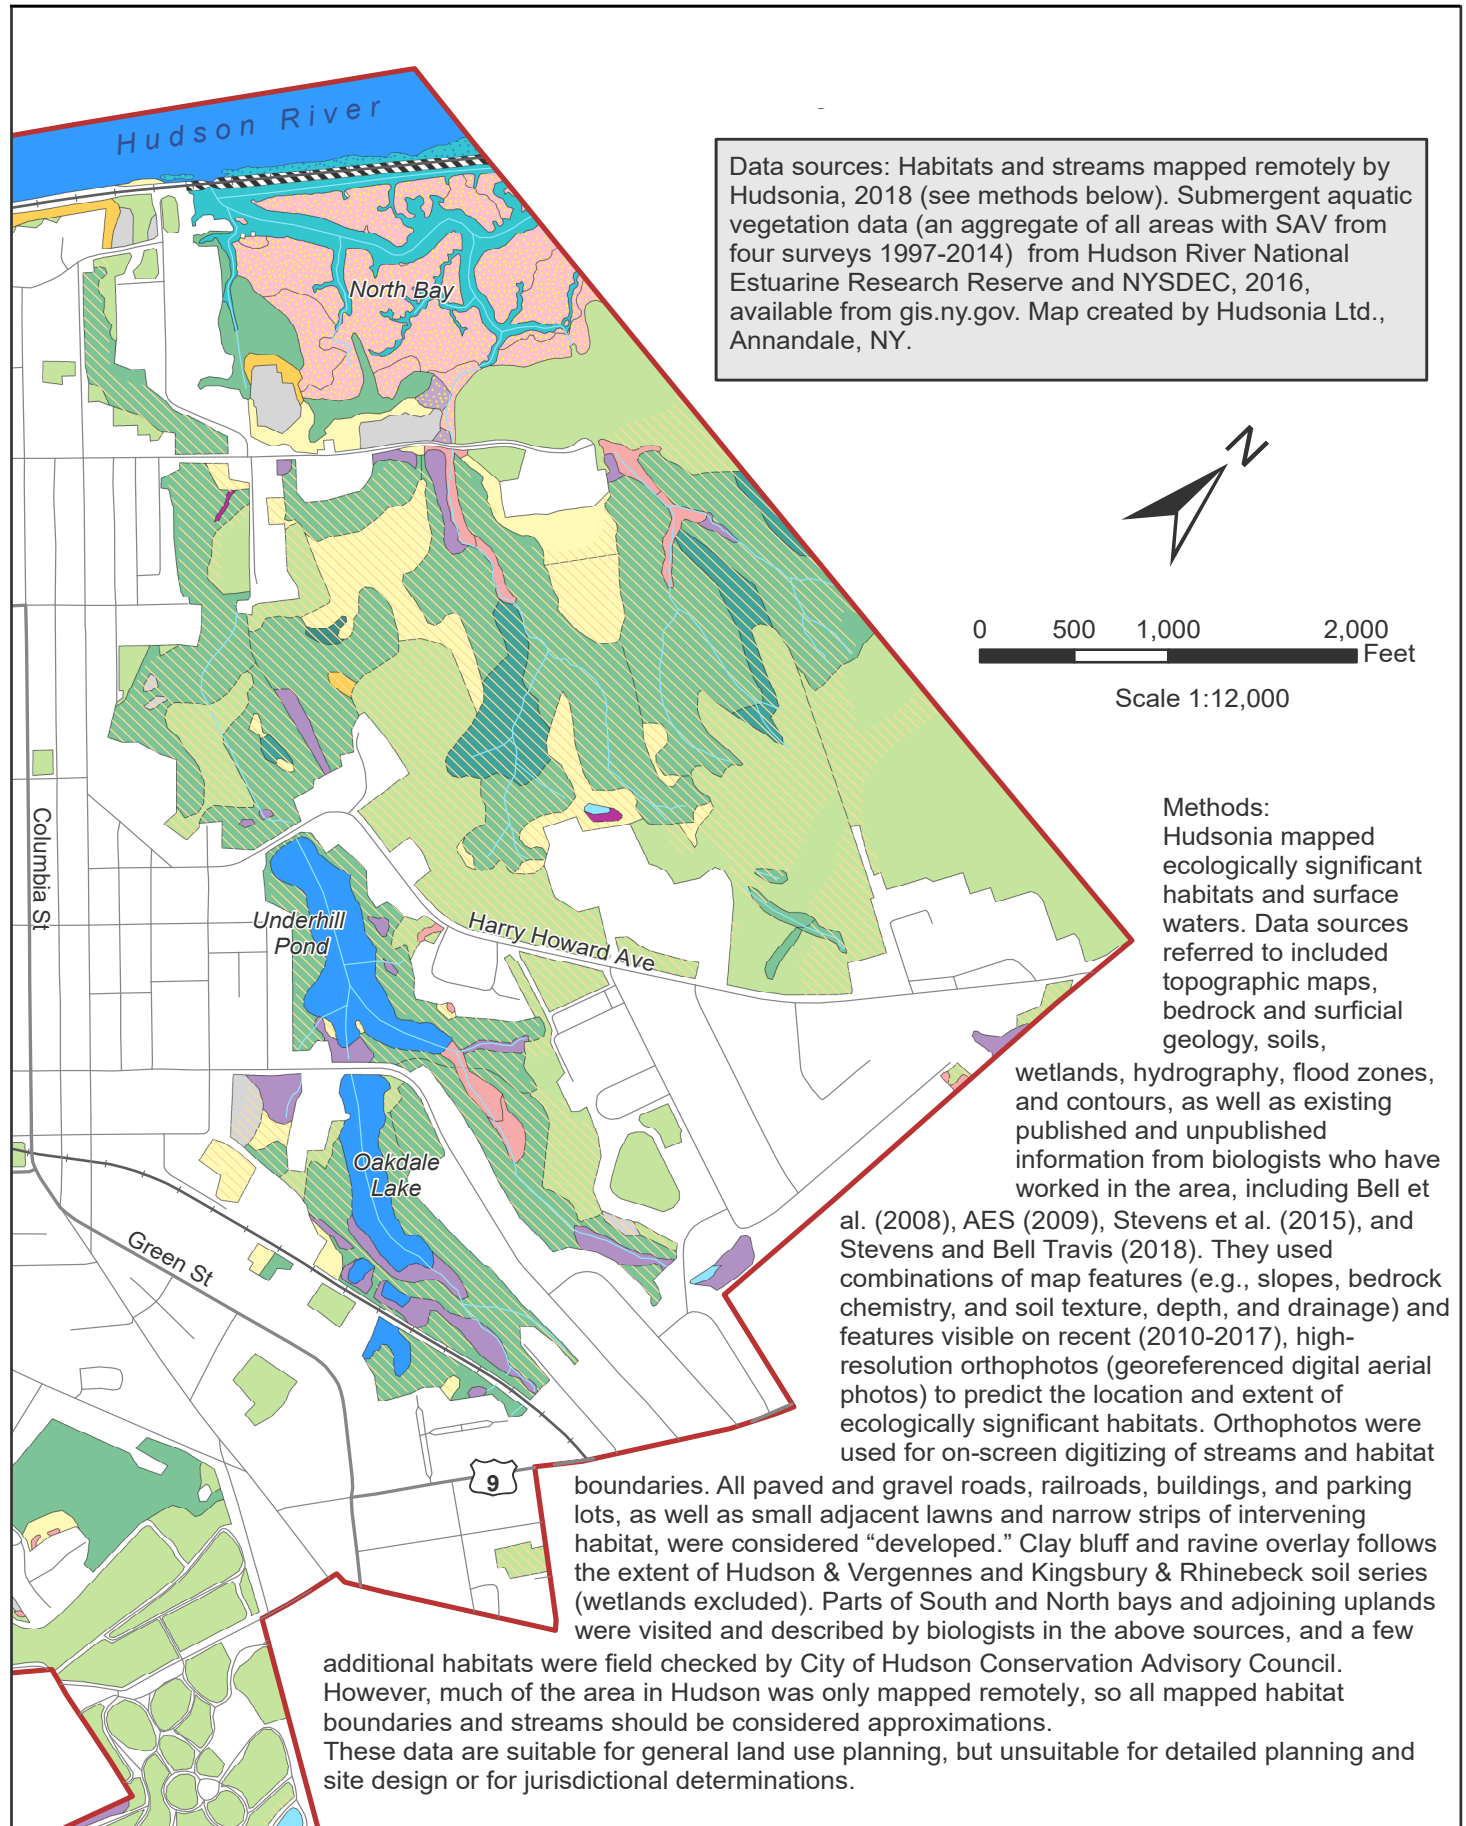 Hudson River
Data sources: Habitats and streams mapped remotely by
Hudsonia, 2018 (see methods below). Submergent aquatic
vegetation data (an aggregate of all areas with SAV from
four surveys 1997-2014) from Hudson River National
Estuarine Research Reserve and NYSDEC, 2016,
available from gis.ny.gov. Map created by Hudsonia Ltd.,
Annandale, NY.
North Bay
N
0 500 1,000 2,000
Feet
Scale 1:12,000
Columbia St
Underhill
Pond
Harry Howard Ave
Oakdale
Lake
Green St
9
Methods:
Hudsonia mapped
ecologically significant
habitats and surface
waters. Data sources
referred to included
topographic maps,
bedrock and surficial
geology, soils,
wetlands, hydrography, flood zones,
and contours, as well as existing
published and unpublished
information from biologists who have
worked in the area, including Bell et
al. (2008), AES (2009), Stevens et al. (2015), and
Stevens and Bell Travis (2018). They used
combinations of map features (e.g., slopes, bedrock
chemistry, and soil texture, depth, and drainage) and
features visible on recent (2010-2017), high-
resolution orthophotos (georeferenced digital aerial
photos) to predict the location and extent of
ecologically significant habitats. Orthophotos were
used for on-screen digitizing of streams and habitat
boundaries. All paved and gravel roads, railroads, buildings, and parking
lots, as well as small adjacent lawns and narrow strips of intervening
habitat, were considered “developed.” Clay bluff and ravine overlay follows
the extent of Hudson & Vergennes and Kingsbury & Rhinebeck soil series
(wetlands excluded). Parts of South and North bays and adjoining uplands
were visited and described by biologists in the above sources, and a few
additional habitats were field checked by City of Hudson Conservation Advisory Council.
However, much of the area in Hudson was only mapped remotely, so all mapped habitat
boundaries and streams should be considered approximations.
These data are suitable for general land use planning, but unsuitable for detailed planning and
site design or for jurisdictional determinations.